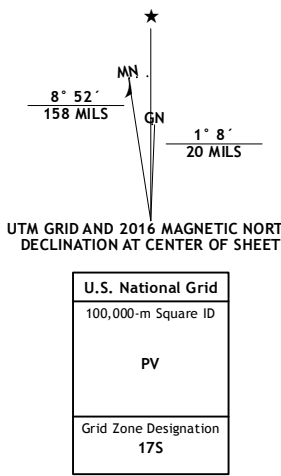 ★
MN
8° 52´
158 MILS
GN
1° 8´
20 MILS
UTM GRID AND 2016 MAGNETIC NORT
DECLINATION AT CENTER OF SHEET
U.S. National Grid
100,000-m Square ID
PV
Grid Zone Designation
17S